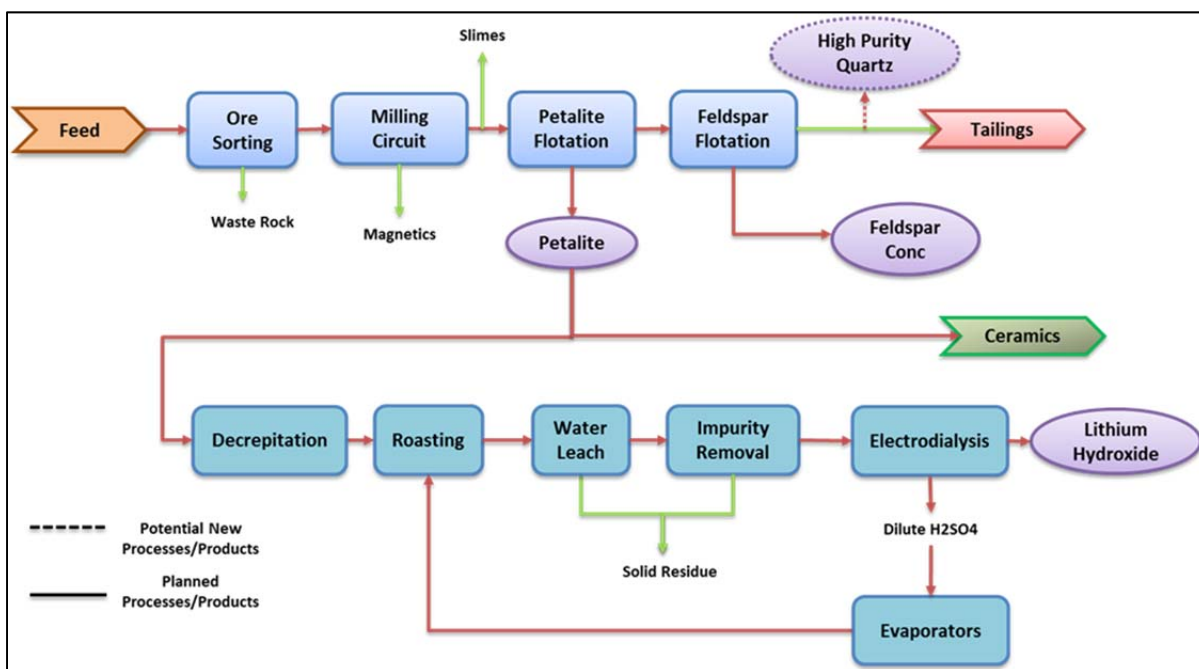 Slimes
High Purity
Quartz
Feed
Ore
Sorting
Milling
Circuit
Petalite
Flotation
Feldspar
Flotation
Tailings
Waste Rock
Magnetics
Petalite
Feldspar
Conc
Ceramics
Decrepitation
Roasting
Water
Leach
Impurity
Removal
Electrodialysis
Lithium
Hydroxide
Potential New
Processes/Products
Dilute H2SO4
Solid Residue
Planned
Processes/Products
Evaporators